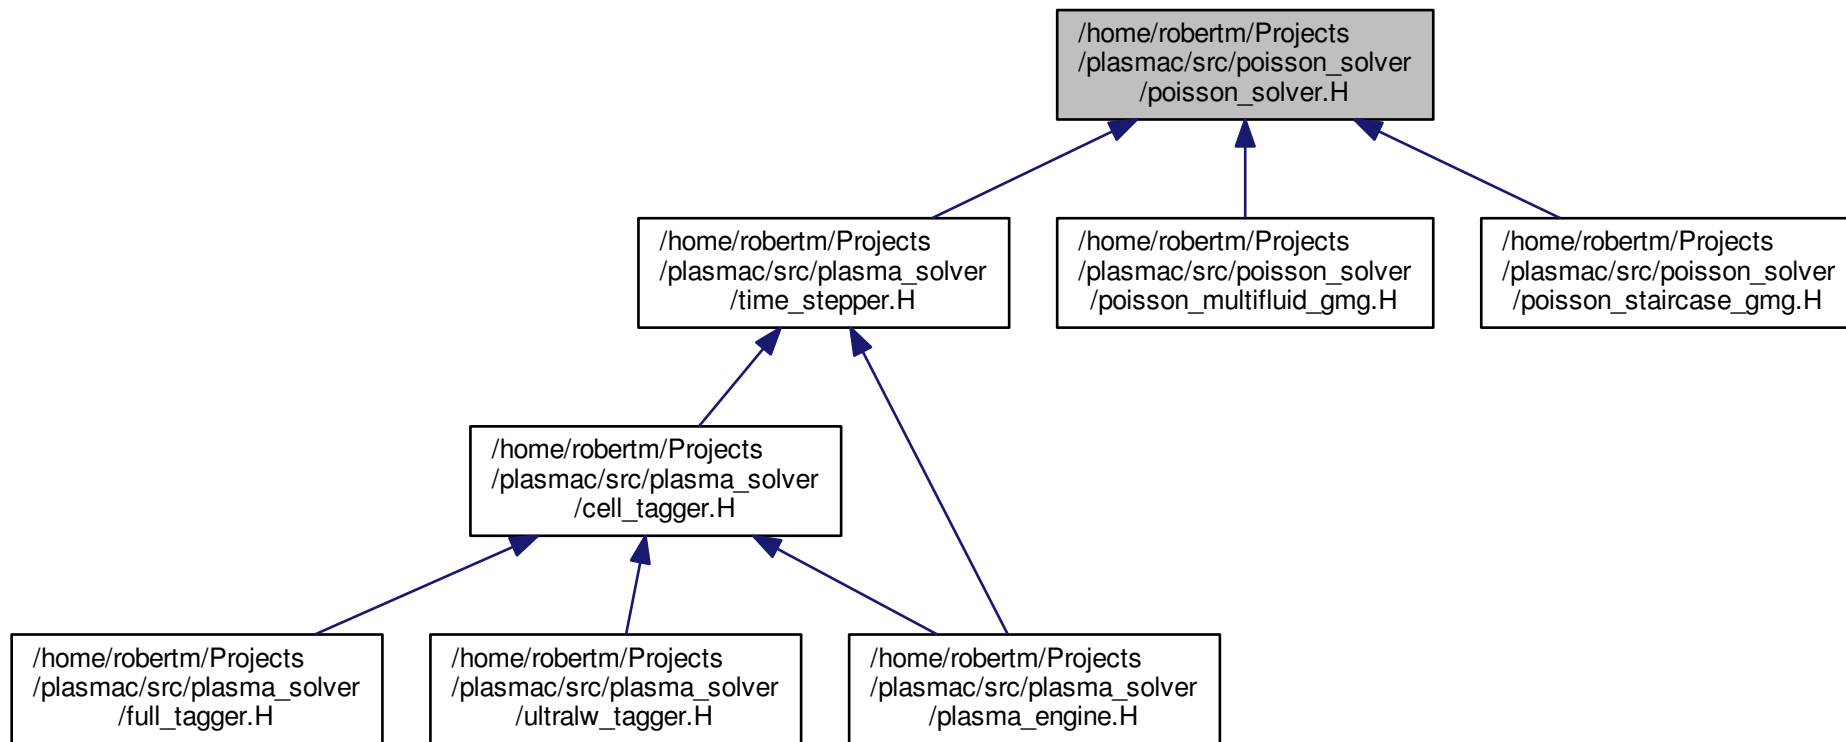 /home/robertm/Projects
/plasmac/src/poisson_solver
/poisson_solver.H
/home/robertm/Projects
/plasmac/src/plasma_solver
/time_stepper.H
/home/robertm/Projects
/plasmac/src/poisson_solver
/poisson_multifluid_gmg.H
/home/robertm/Projects
/plasmac/src/poisson_solver
/poisson_staircase_gmg.H
/home/robertm/Projects
/plasmac/src/plasma_solver
/cell_tagger.H
/home/robertm/Projects
/plasmac/src/plasma_solver
/full_tagger.H
/home/robertm/Projects
/plasmac/src/plasma_solver
/ultralw_tagger.H
/home/robertm/Projects
/plasmac/src/plasma_solver
/plasma_engine.H